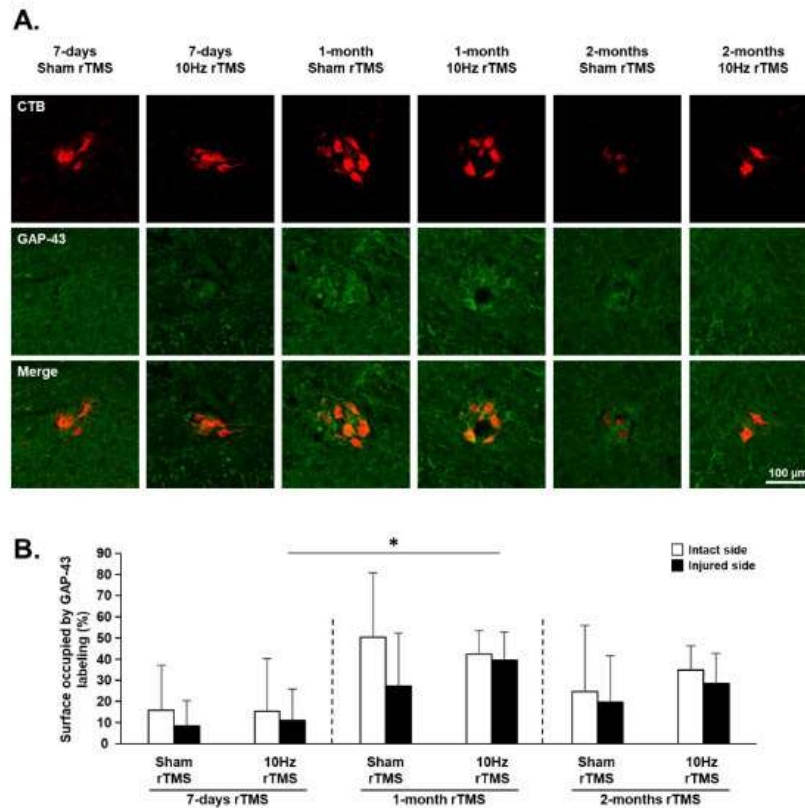 A.
7-days Sham rTMS
7-days 10Hz rTMS
1-month Sham rTMS
1-month 10Hz rTMS
2-months Sham rTMS
2-months 10Hz rTMS
CTB
GAP-43
Merge
100 µm
B.
Surface occupied by GAP-43
labeling (%)
90
80
70
60
50
40
30
20
10
0
*
Intact side
Injured side
Sham rTMS
10Hz rTMS
Sham rTMS
10Hz rTMS
Sham rTMS
10Hz rTMS
7-days rTMS
1-month rTMS
2-months rTMS